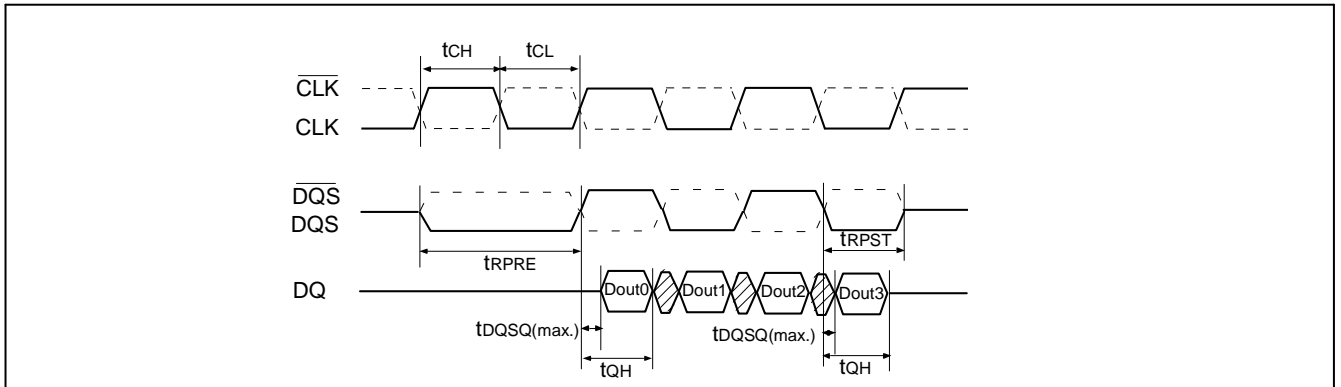 tCH
tCL
CLK
CLK
DQS
DQS
tRPRE
tRPST
DQ
Dout0
Dout1
Dout2
Dout3
tDQSQ(max.)
tDQSQ(max.)
tQH
tQH